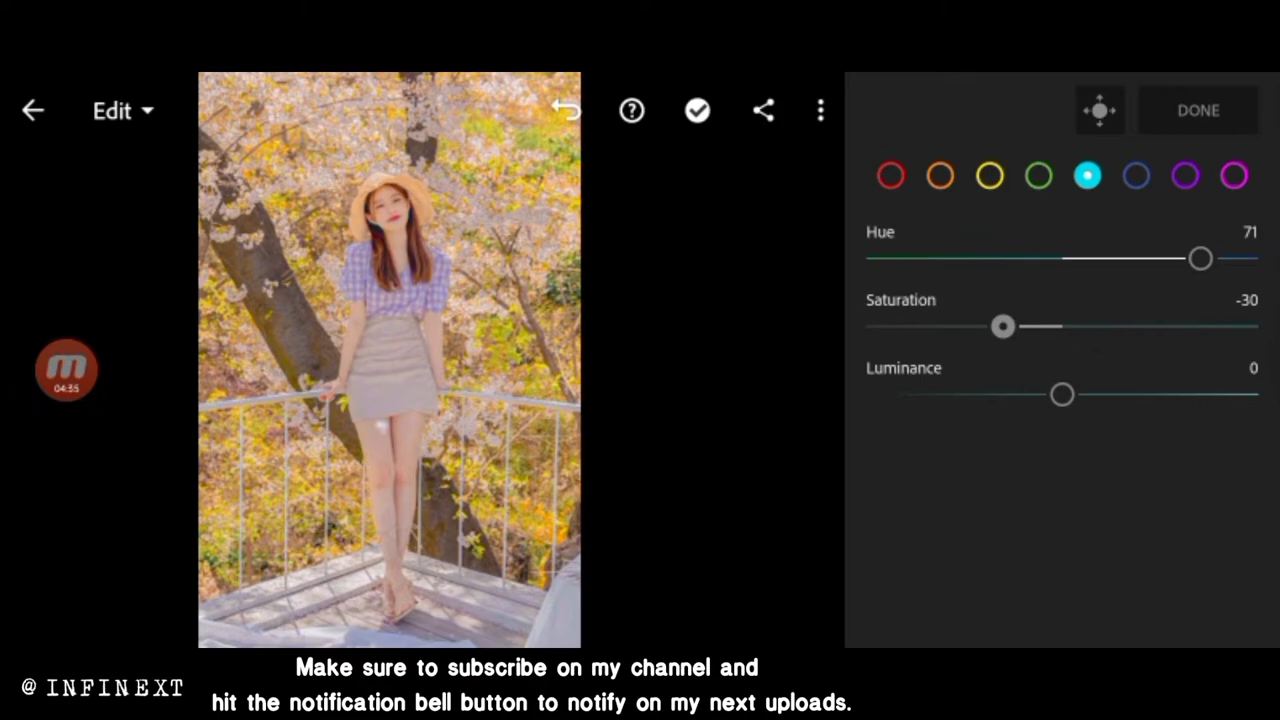 Edit
DONE
Hue 71
Saturation -30
Luminance 0
m
04:35
Make sure to subscribe on my channel and
hit the notification bell button to notify on my next uploads.
@INFINEXT